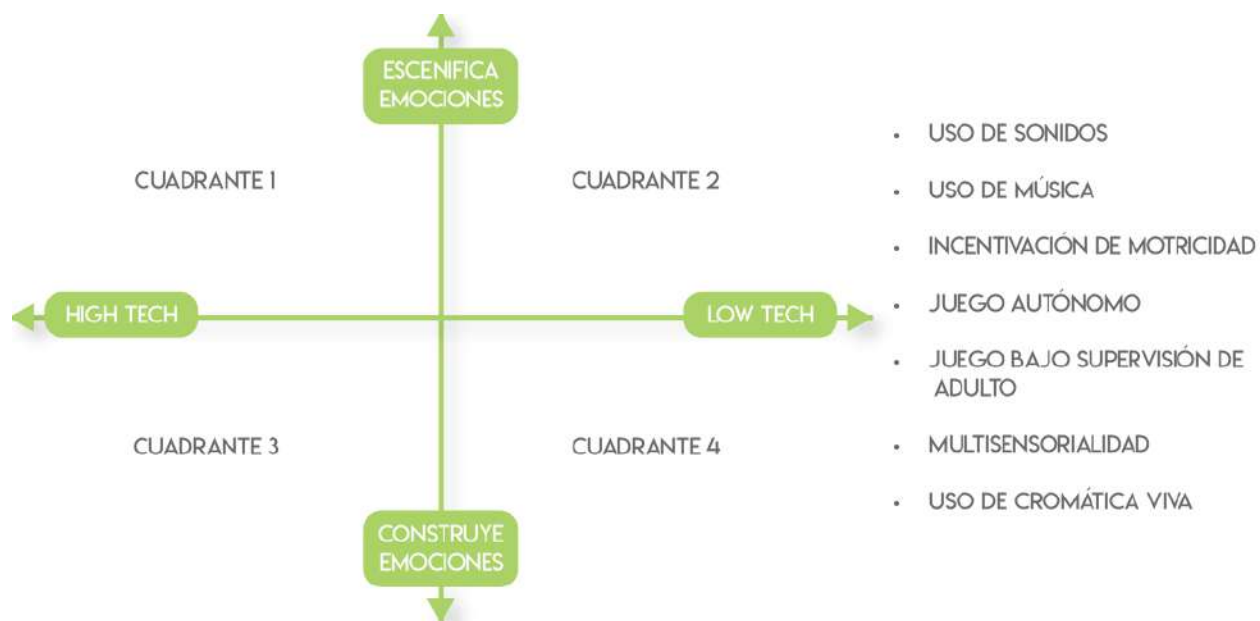 ESCENIFICA
EMOCIONES
CUADRANTE 1
CUADRANTE 2
HIGH TECH
LOW TECH
CUADRANTE 3
CUADRANTE 4
CONSTRUYE
EMOCIONES
• USO DE SONIDOS
• USO DE MÚSICA
• INCENTIVACIÓN DE MOTRICIDAD
• JUEGO AUTÓNOMO
• JUEGO BAJO SUPERVISIÓN DE
ADULTO
• MULTISENSORIALIDAD
• USO DE CROMÁTICA VIVA